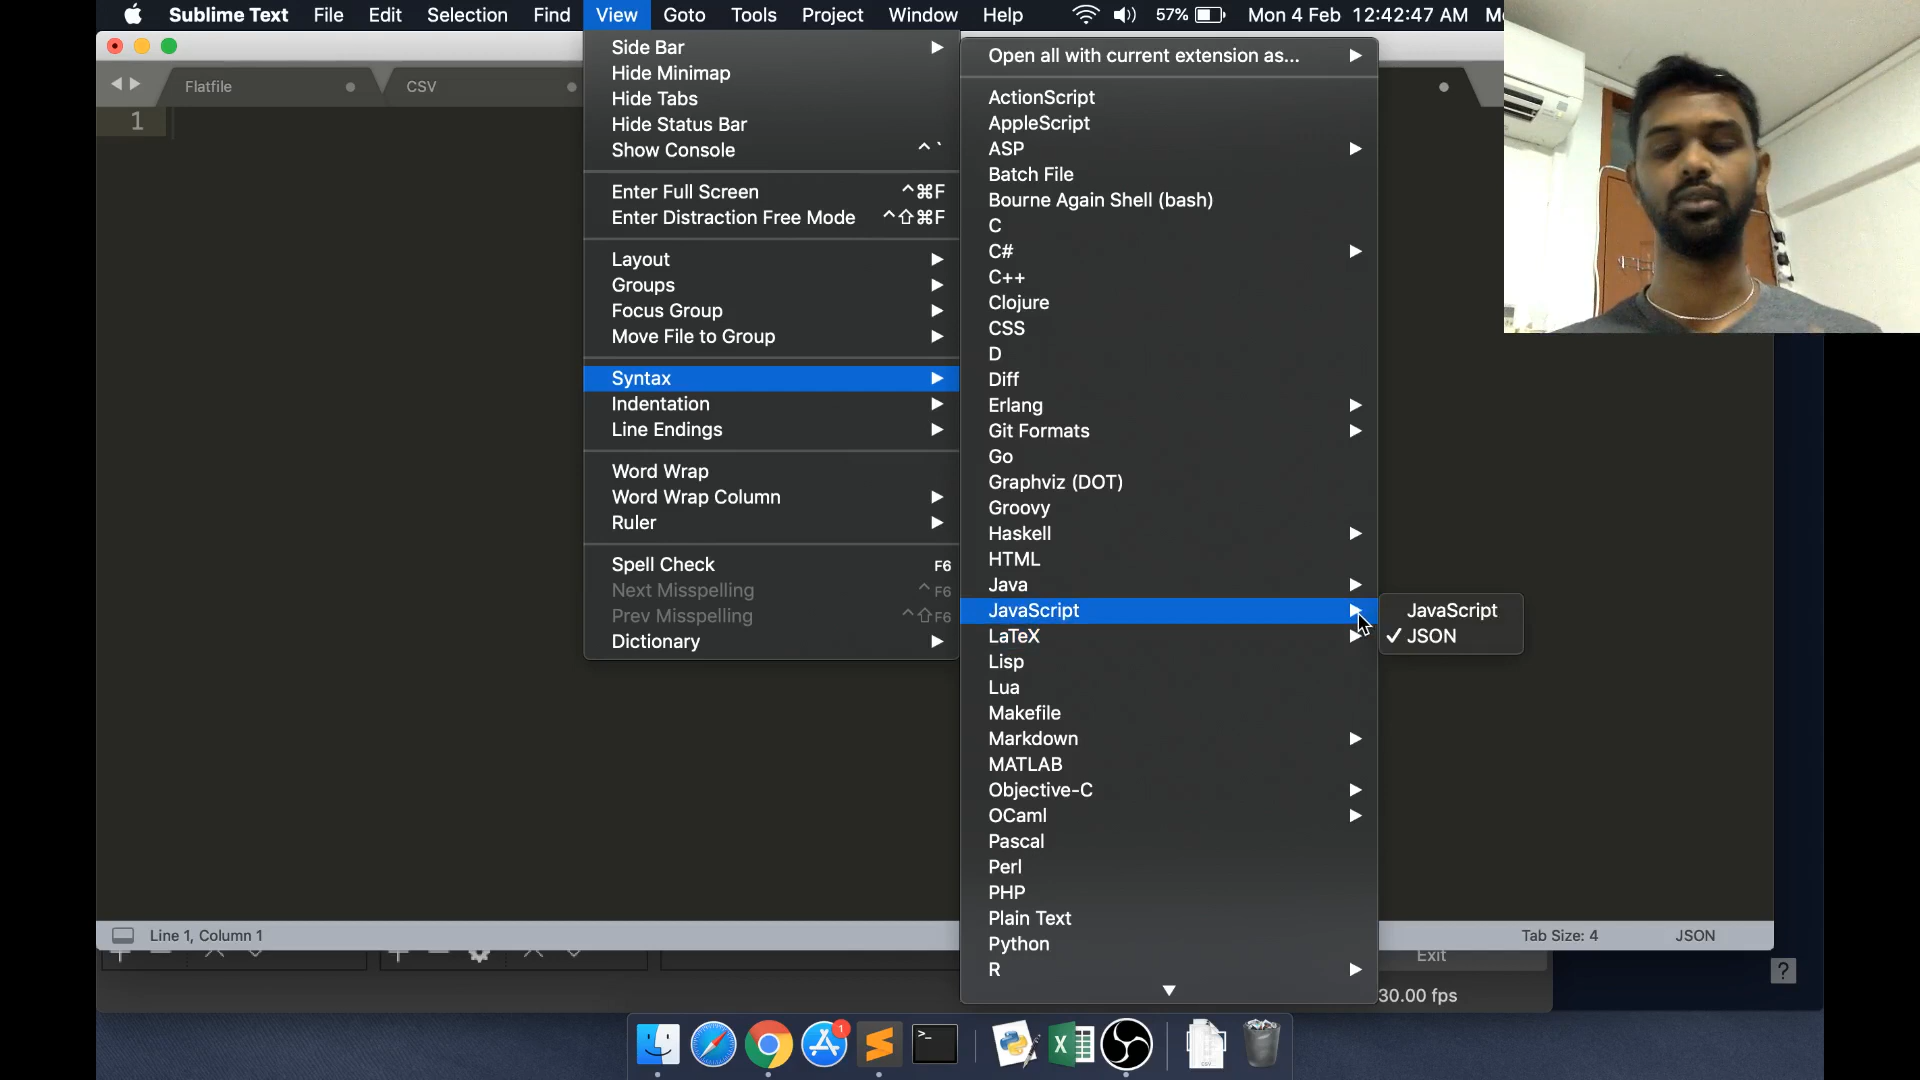 Sublime Text File Edit Selection Find View Goto Tools Project Window Help 57% Mon 4 Feb 12:42:47 AM
Flatfile CSV
1
Side Bar
Hide Minimap
Hide Tabs
Hide Status Bar
Show Console ^ `
Enter Full Screen ^⌘F
Enter Distraction Free Mode ^⇧⌘F
Layout
Groups
Focus Group
Move File to Group
Syntax
Indentation
Line Endings
Word Wrap
Word Wrap Column
Ruler
Spell Check F6
Next Misspelling ^ F6
Prev Misspelling ^⇧F6
Dictionary
Open all with current extension as...
ActionScript
AppleScript
ASP
Batch File
Bourne Again Shell (bash)
C
C#
C++
Clojure
CSS
D
Diff
Erlang
Git Formats
Go
Graphviz (DOT)
Groovy
Haskell
HTML
Java
JavaScript
LaTeX
Lisp
Lua
Makefile
Markdown
MATLAB
Objective-C
OCaml
Pascal
Perl
PHP
Plain Text
Python
R
JavaScript
✓ JSON
Line 1, Column 1 Tab Size: 4 JSON
Exit
?
30.00 fps
1